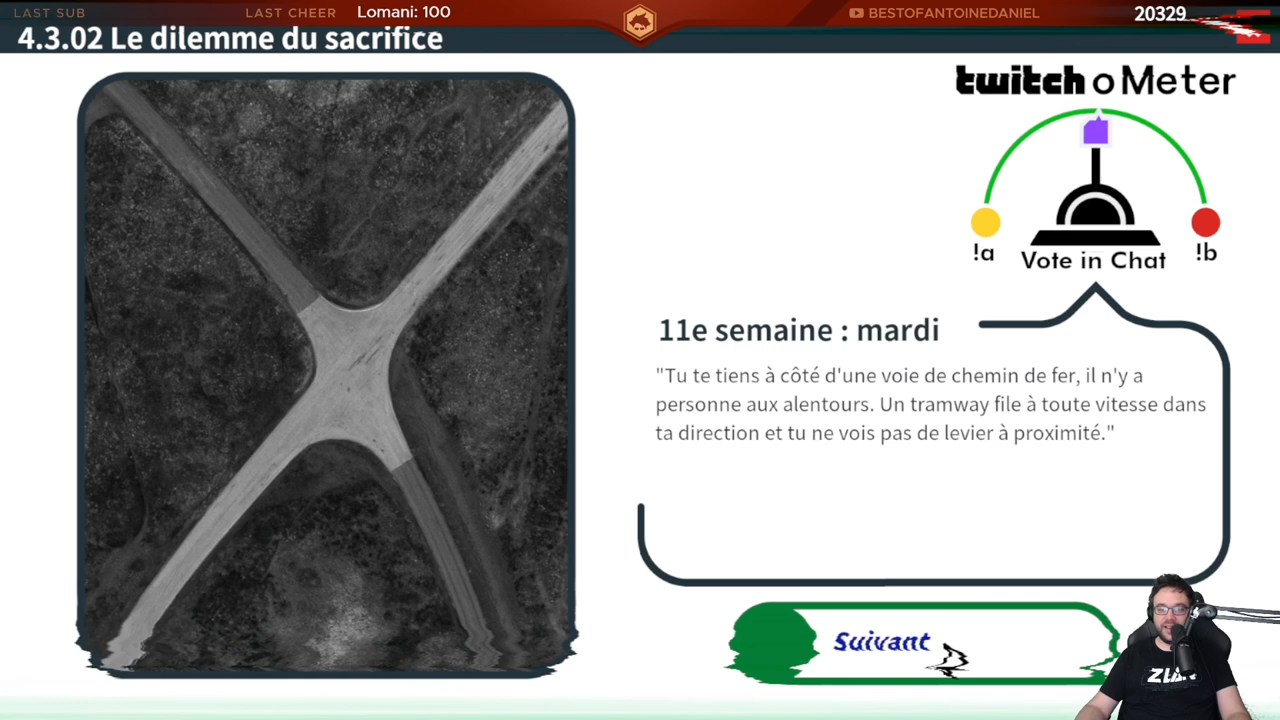 LAST SUB
LAST CHEER
Lomani: 100
BESTOFANTOINEDANIEL
20329
4.3.02 Le dilemme du sacrifice
twitch o Meter
!a
Vote in Chat
!b
11e semaine : mardi
"Tu te tiens à côté d'une voie de chemin de fer, il n'y a
personne aux alentours. Un tramway file à toute vitesse dans
ta direction et tu ne vois pas de levier à proximité."
Suivant